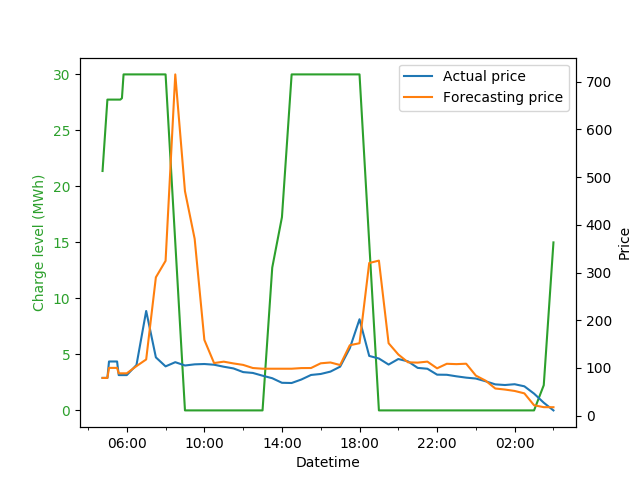 Actual price
Forecasting price
30
25
20
15
10
5
0
Charge level (MWh)
700
600
500
400
300
200
100
0
Price
06:00 10:00 14:00 18:00 22:00 02:00
Datetime